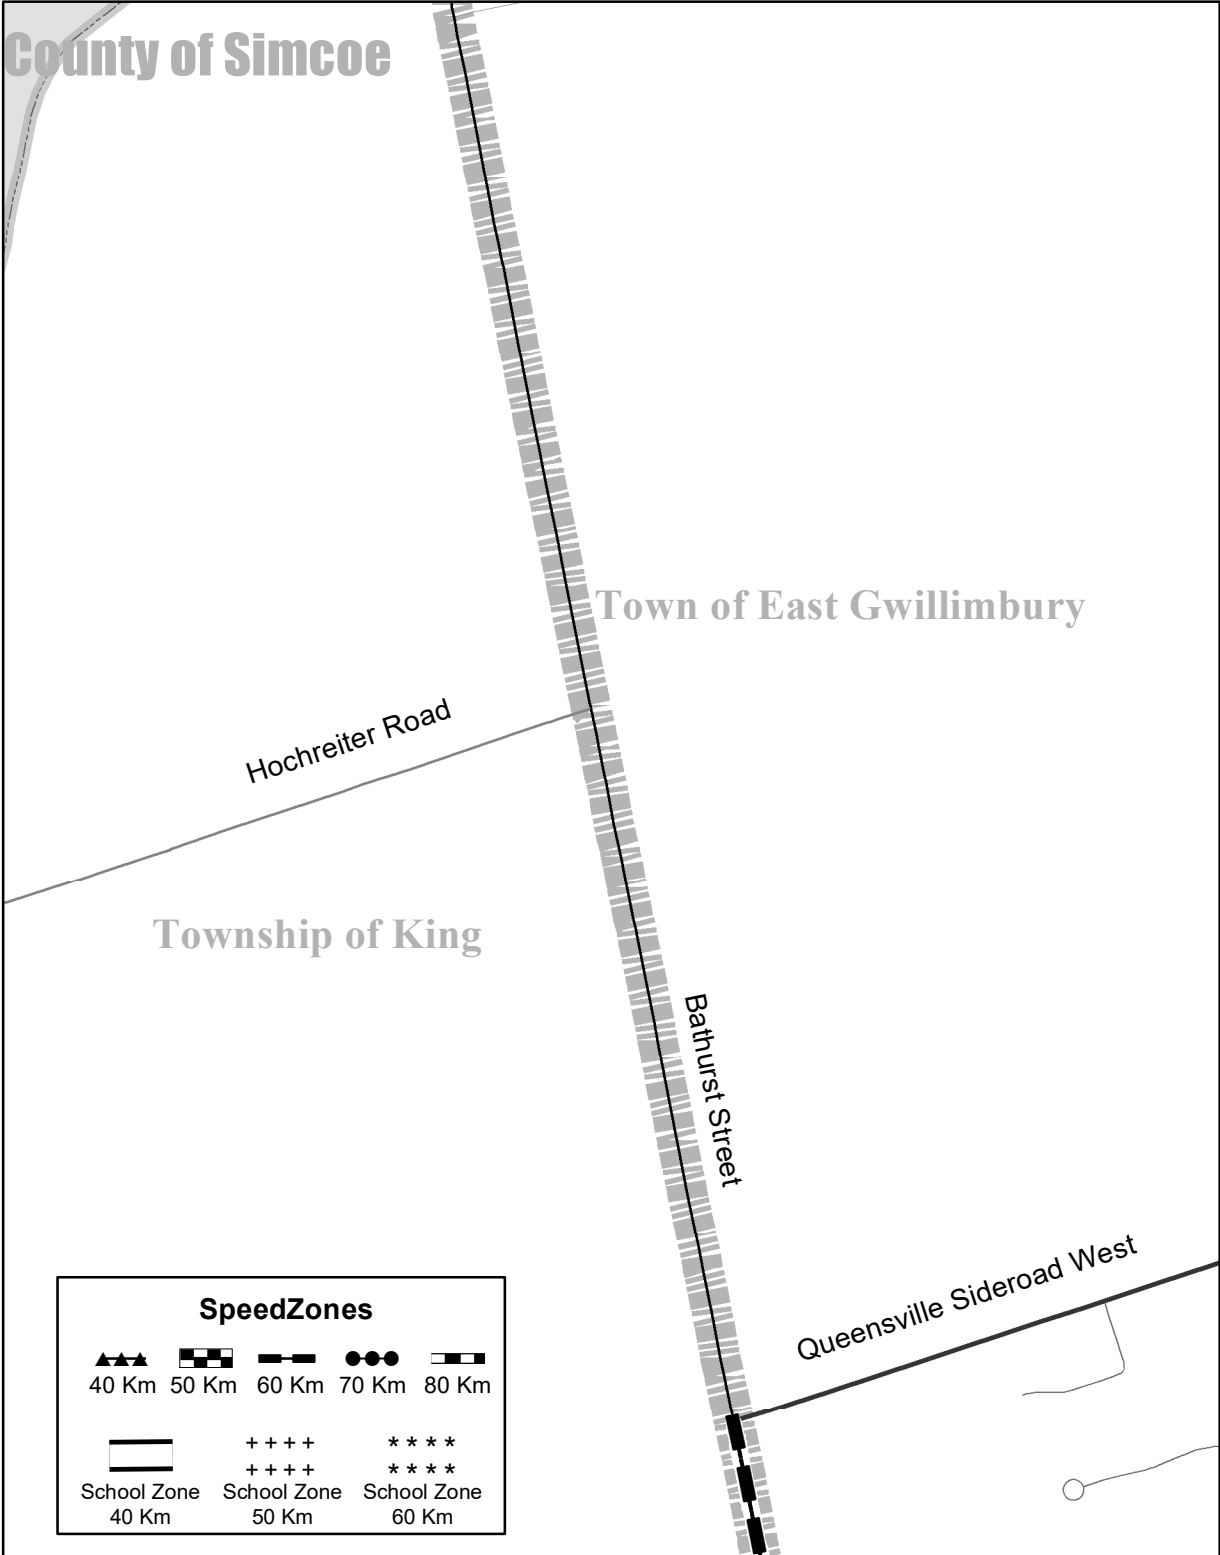 County of Simcoe
Town of East Gwillimbury
Hochreiter Road
Township of King
Bathurst Street
Queensville Sideroad West
SpeedZones
40 Km 50 Km 60 Km 70 Km 80 Km
+ + + + * * * *
+ + + + * * * *
School Zone School Zone School Zone
40 Km 50 Km 60 Km